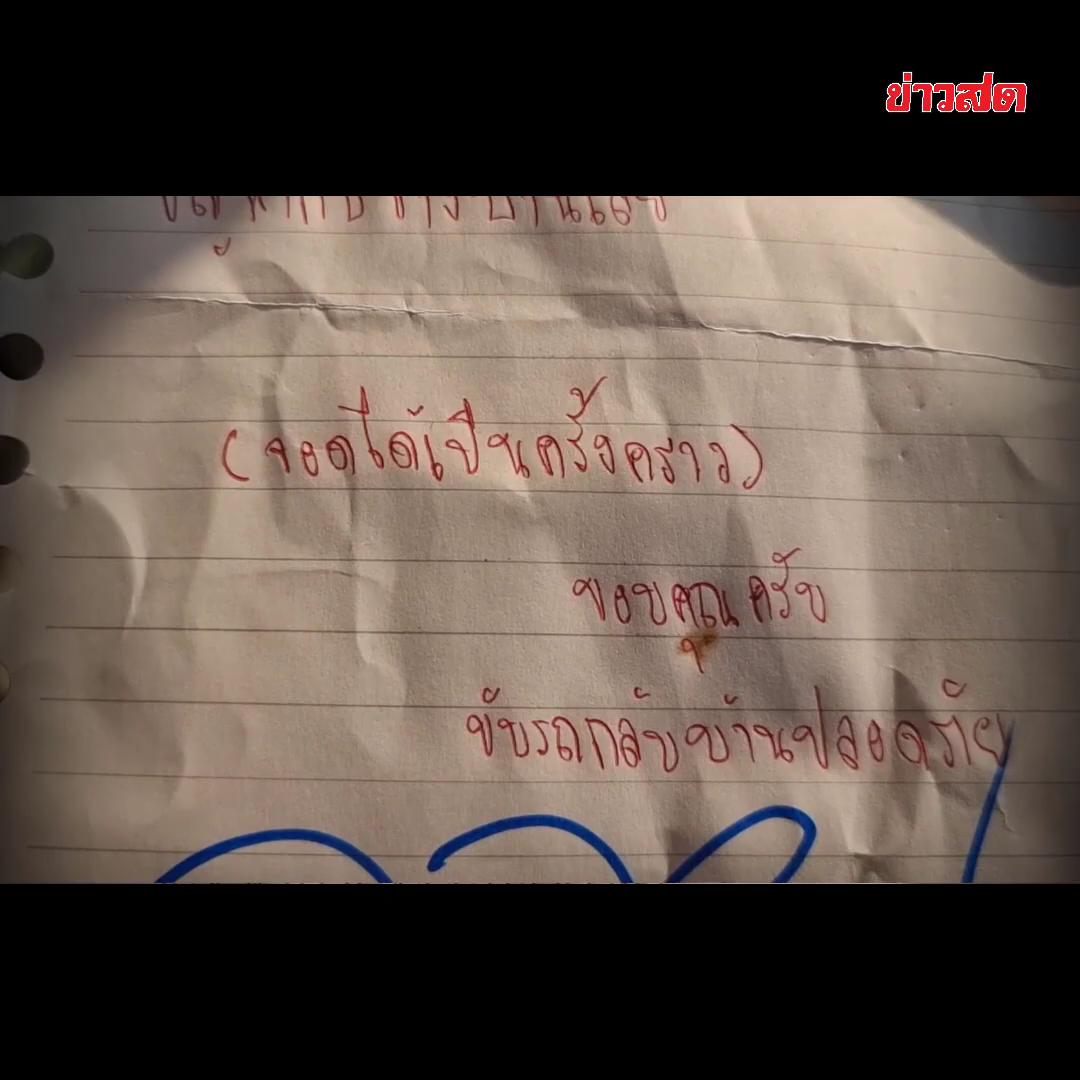 ข่าวสด
(จอดได้เป็นครั้งคราว)
ขอบคุณครับ
ขับรถกลับบ้านปลอดภัย